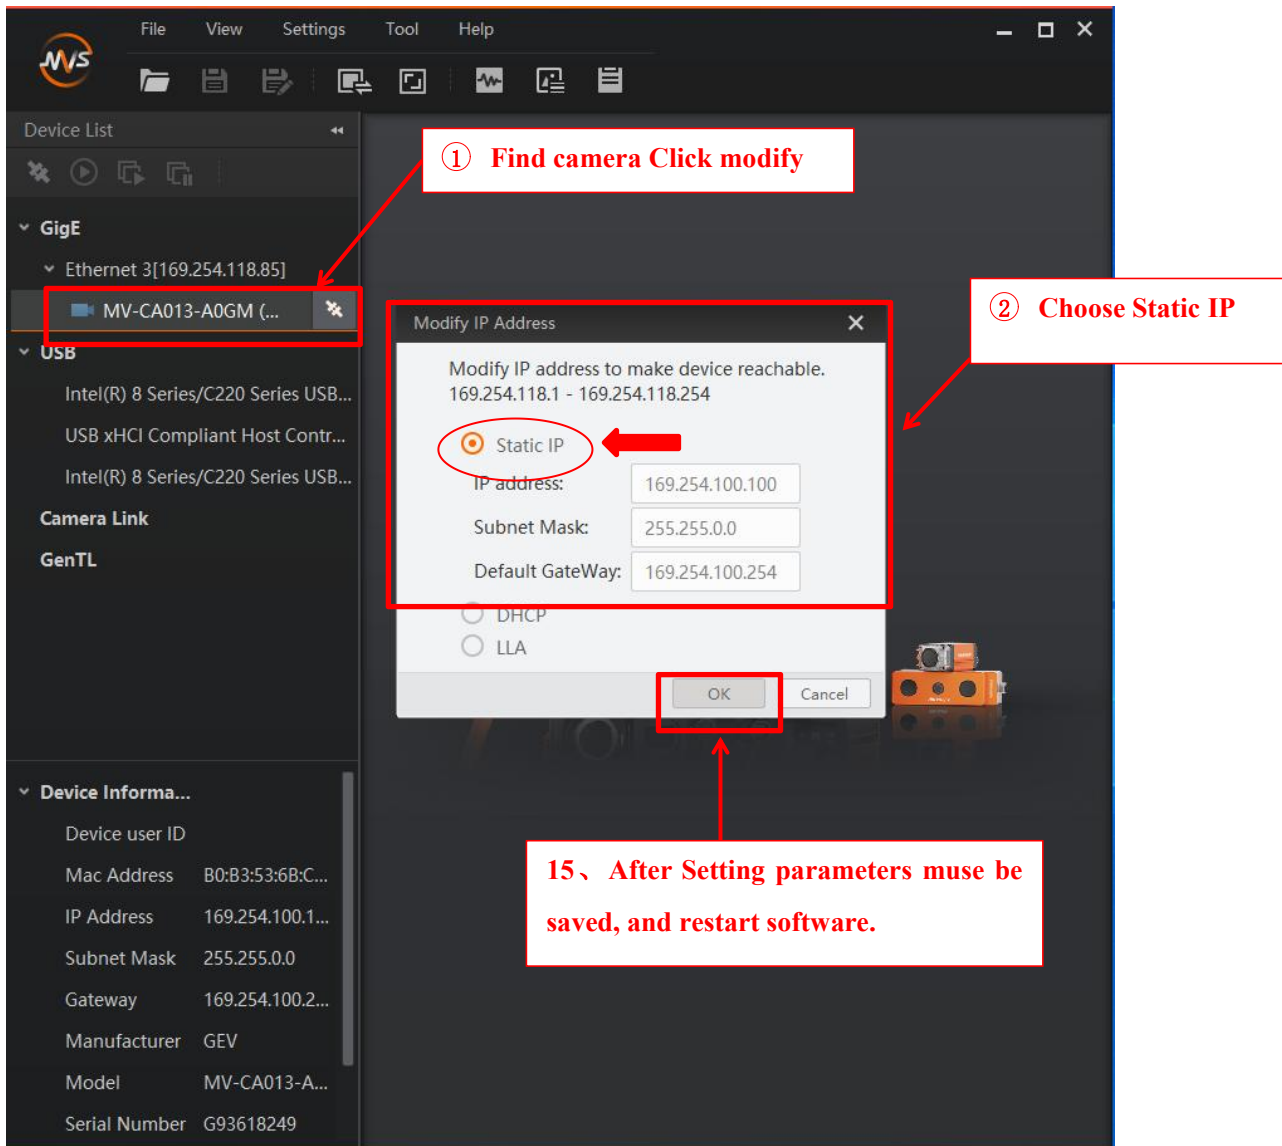 File View Settings Tool Help
MVS
Device List
① Find camera Click modify
GigE
Ethernet 3[169.254.118.85]
MV-CA013-A0GM (...
② Choose Static IP
USB
Intel(R) 8 Series/C220 Series USB...
USB xHCI Compliant Host Contr...
Intel(R) 8 Series/C220 Series USB...
Camera Link
GenTL
Modify IP Address
Modify IP address to make device reachable.
169.254.118.1 - 169.254.118.254
Static IP
IP address: 169.254.100.100
Subnet Mask: 255.255.0.0
Default GateWay: 169.254.100.254
DHCP
LLA
OK Cancel
15、After Setting parameters muse be
saved, and restart software.
Device Informa...
Device user ID
Mac Address B0:B3:53:6B:C...
IP Address 169.254.100.1...
Subnet Mask 255.255.0.0
Gateway 169.254.100.2...
Manufacturer GEV
Model MV-CA013-A...
Serial Number G93618249